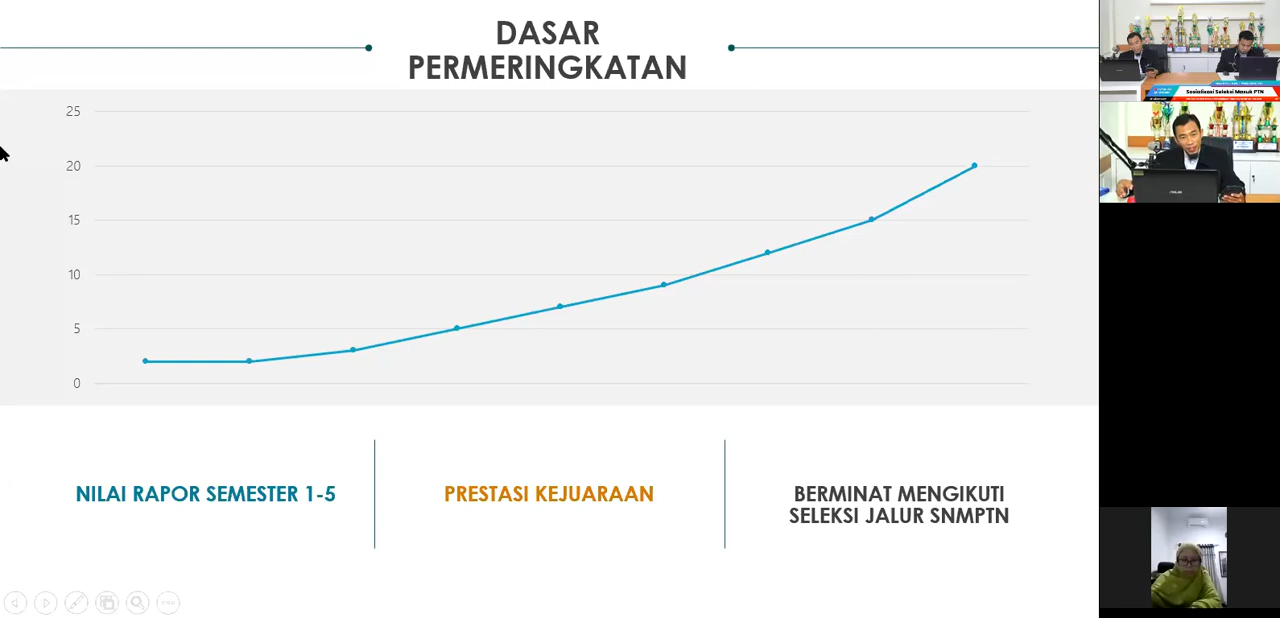 DASAR
PERMERINGKATAN
25
20
15
10
5
0
NILAI RAPOR SEMESTER 1-5
PRESTASI KEJUARAAN
BERMINAT MENGIKUTI
SELEKSI JALUR SNMPTN
Sosialisasi Seleksi Masuk PTN